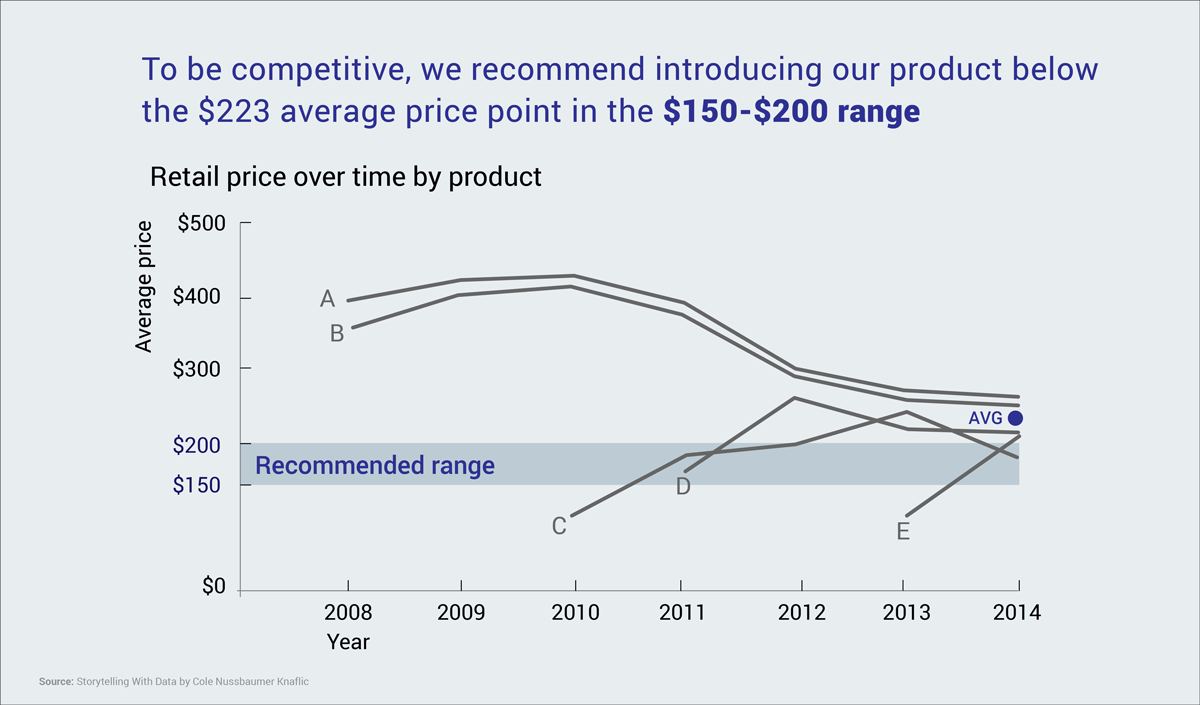 To be competitive, we recommend introducing our product below
the $223 average price point in the $150-$200 range
Retail price over time by product
Average price
$500
$400
$300
$200
$150
$0
A
B
C
D
E
AVG
Recommended range
2008
2009
2010
2011
2012
2013
2014
Year
Source: Storytelling With Data by Cole Nussbaumer Knaflic